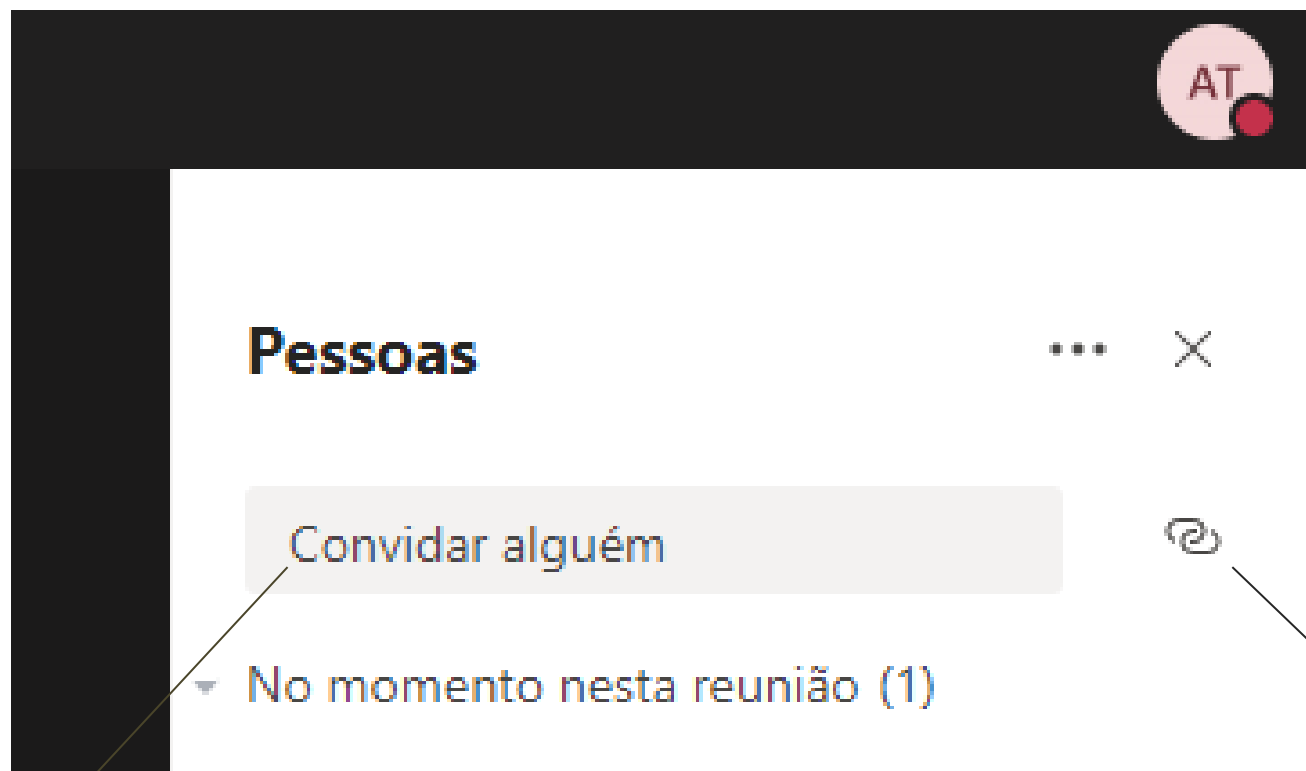 AT
Pessoas
Convidar alguém
No momento nesta reunião (1)